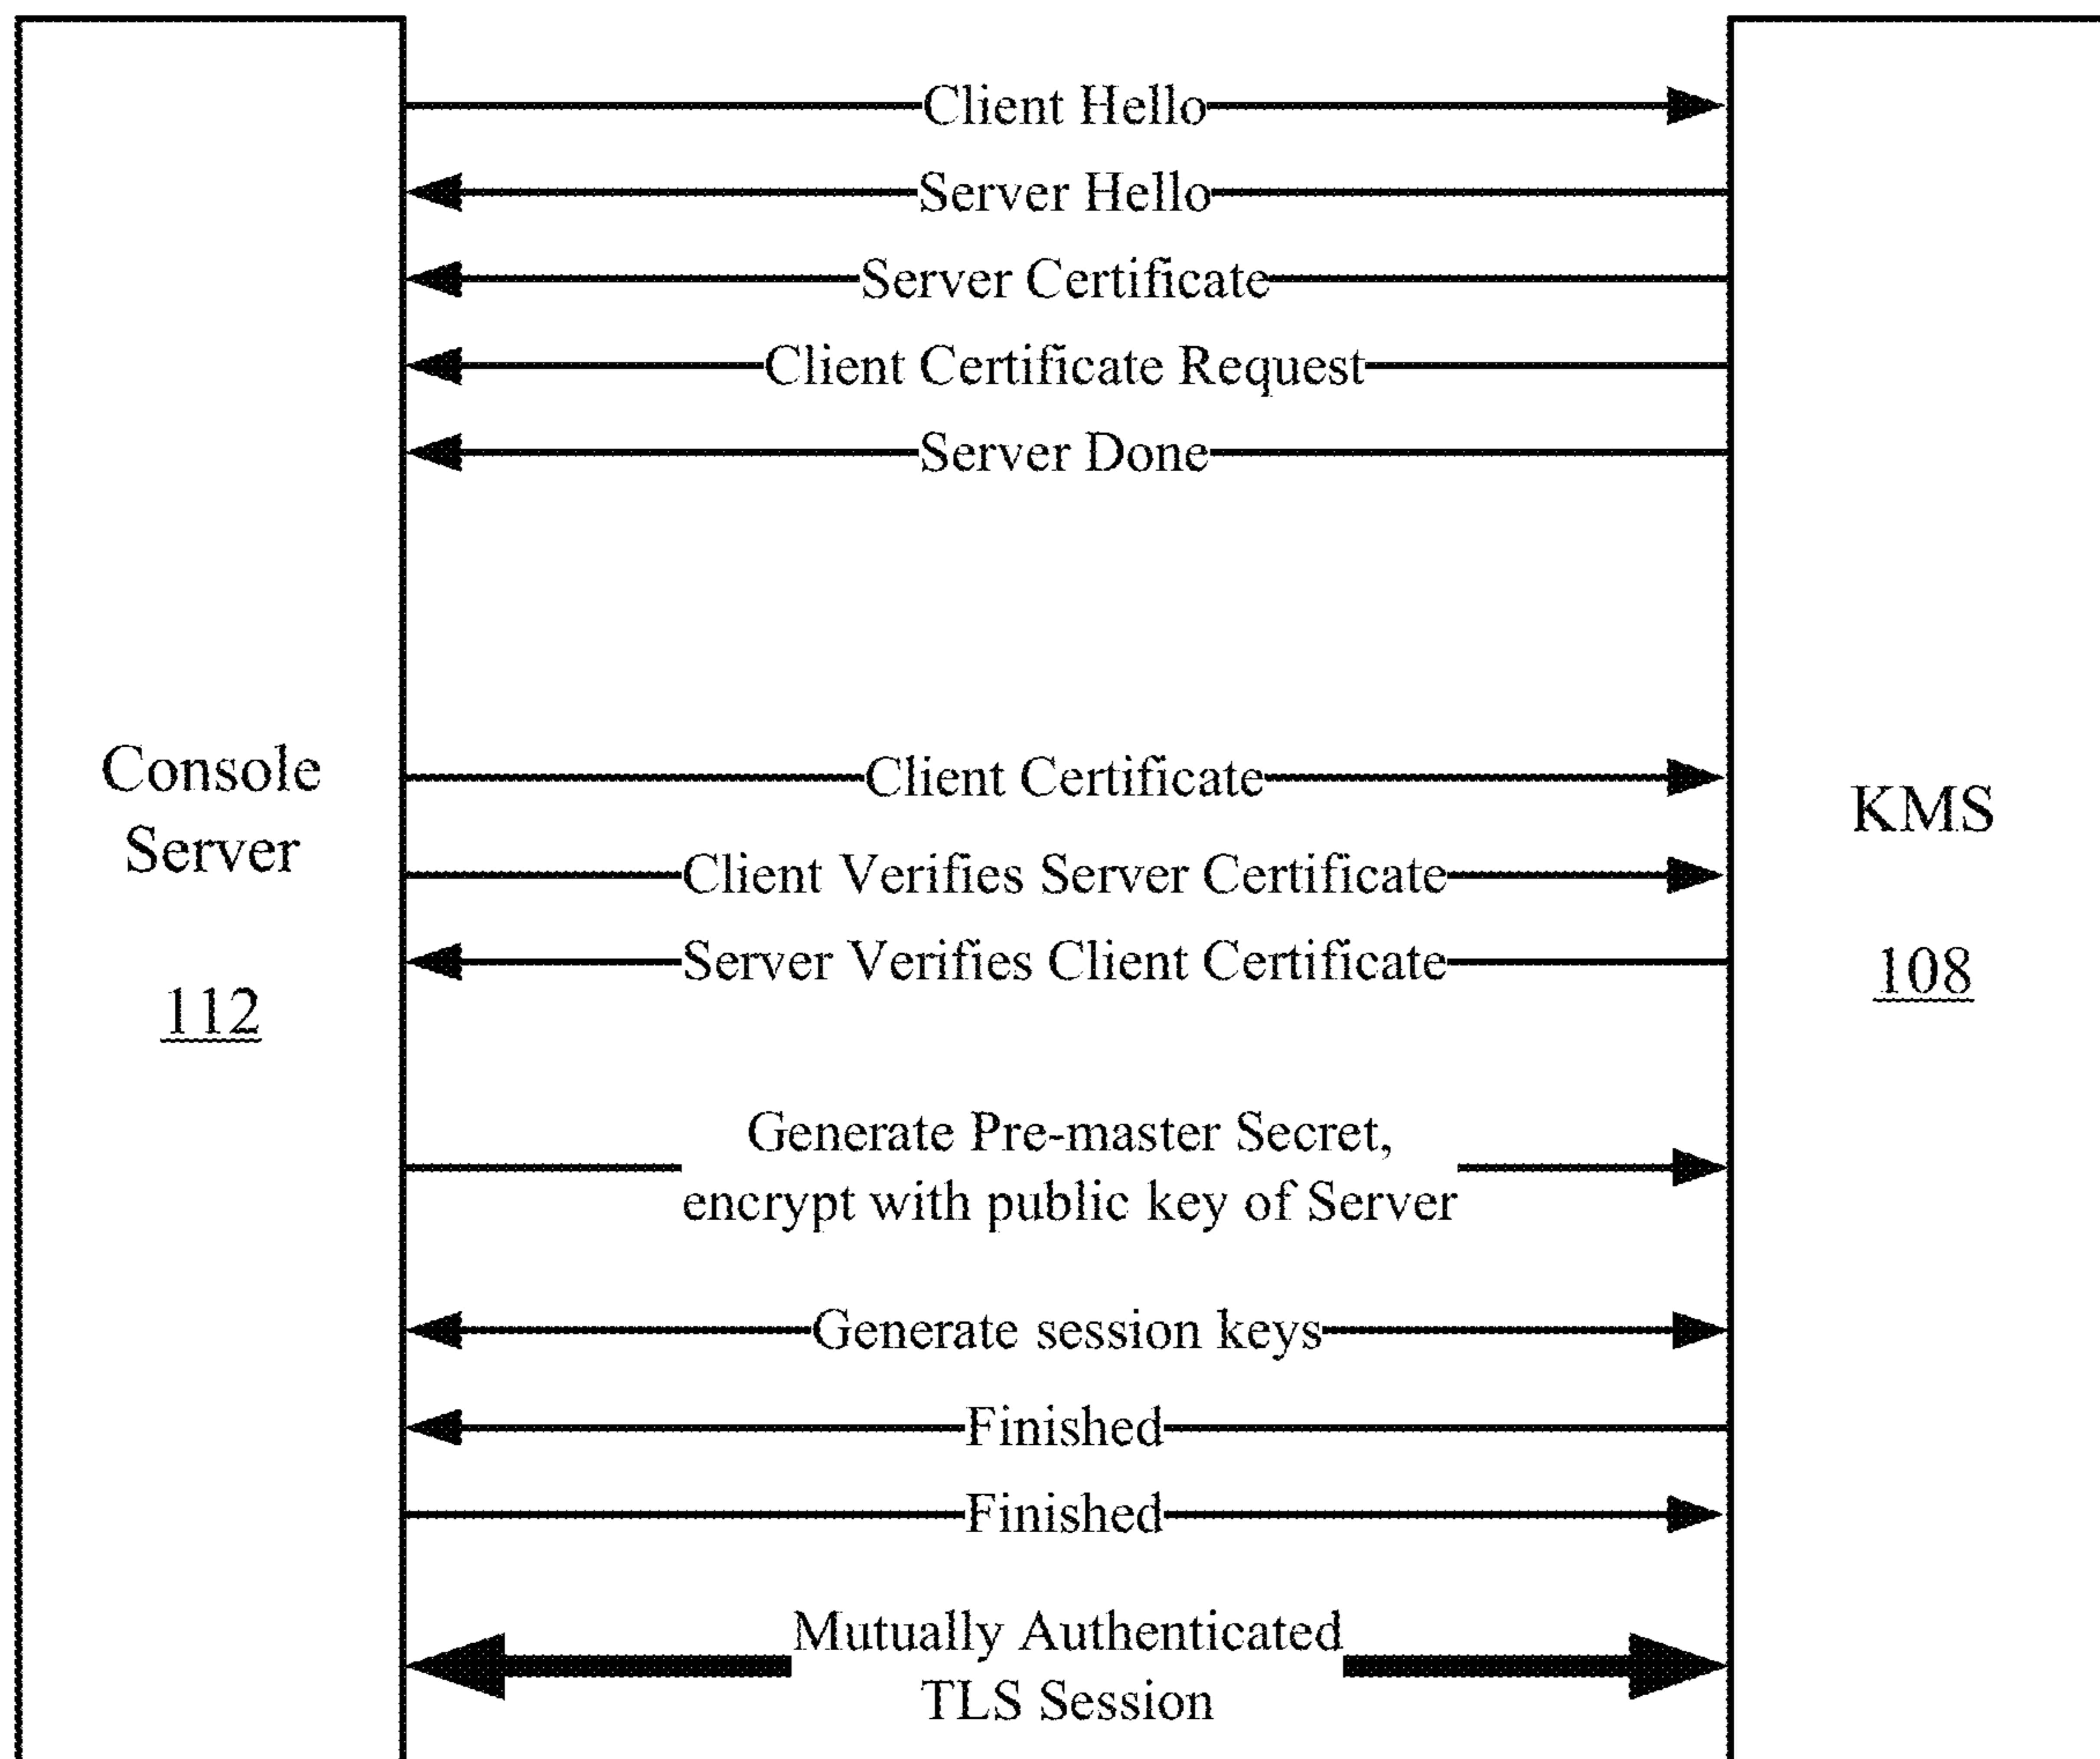 Client Hello
Server Hello
Server Certificate
Client Certificate Request
Server Done
Console
Server
112
Client Certificate
Client Verifies Server Certificate
Server Verifies Client Certificate
KMS
108
Generate Pre-master Secret,
encrypt with public key of Server
Generate session keys
Finished
Finished
Mutually Authenticated
TLS Session